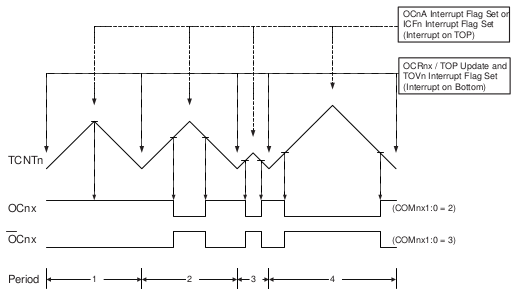 OCnA Interrupt Flag Set or
ICFn Interrupt Flag Set
(Interrupt on TOP)
OCRnx / TOP Update and
TOVn Interrupt Flag Set
(Interrupt on Bottom)
TCNTn
OCnx
(COMnx1:0 = 2)
OCnx
(COMnx1:0 = 3)
Period
1
2
3
4